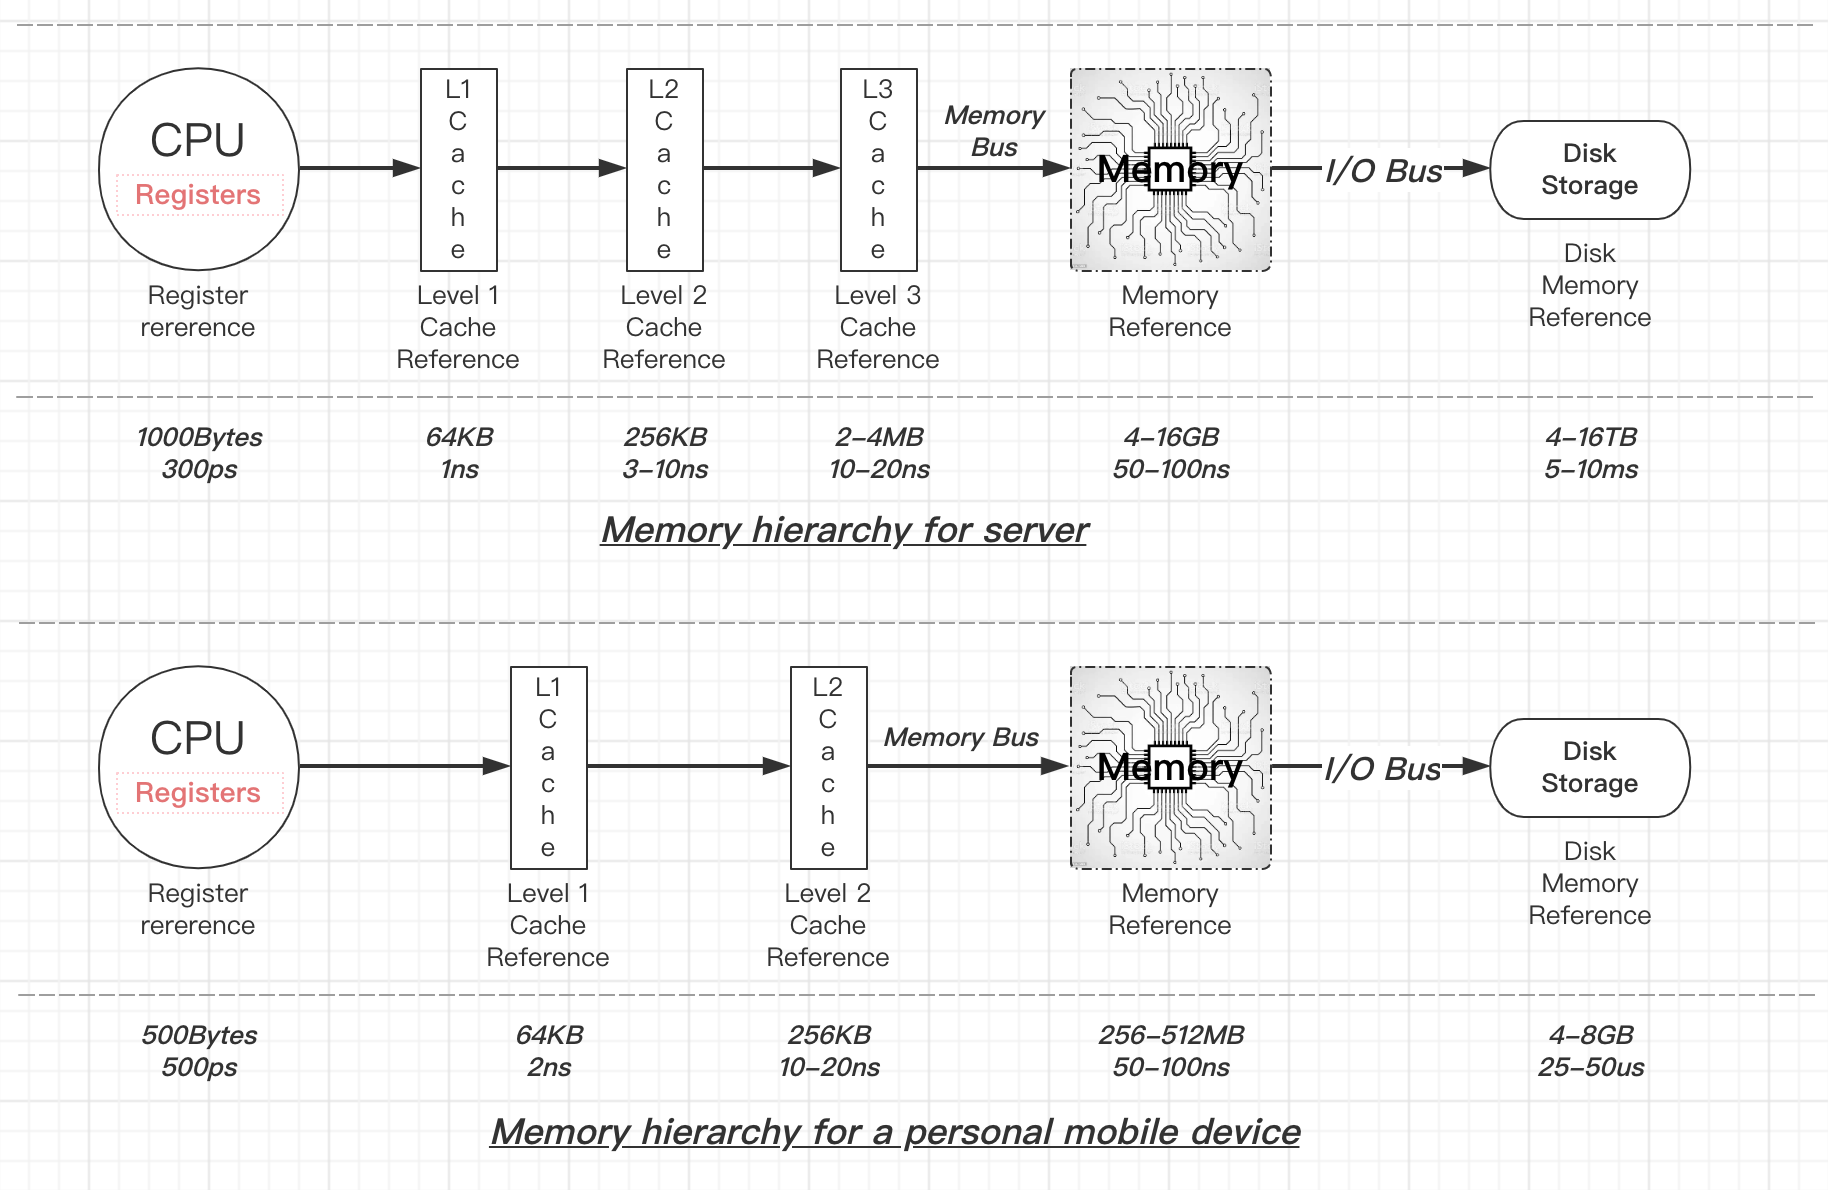 CPU
Registers
L1
C
a
c
h
e
L2
C
a
c
h
e
L3
C
a
c
h
e
Memory
Bus
Memory
I/O Bus
Disk
Storage
Register
rererence
Level 1
Cache
Reference
Level 2
Cache
Reference
Level 3
Cache
Reference
Memory
Reference
Disk
Memory
Reference
1000Bytes
300ps
64KB
1ns
256KB
3-10ns
2-4MB
10-20ns
4-16GB
50-100ns
4-16TB
5-10ms
Memory hierarchy for server
CPU
Registers
L1
C
a
c
h
e
L2
C
a
c
h
e
Memory Bus
Memory
I/O Bus
Disk
Storage
Register
rererence
Level 1
Cache
Reference
Level 2
Cache
Reference
Memory
Reference
Disk
Memory
Reference
500Bytes
500ps
64KB
2ns
256KB
10-20ns
256-512MB
50-100ns
4-8GB
25-50us
Memory hierarchy for a personal mobile device